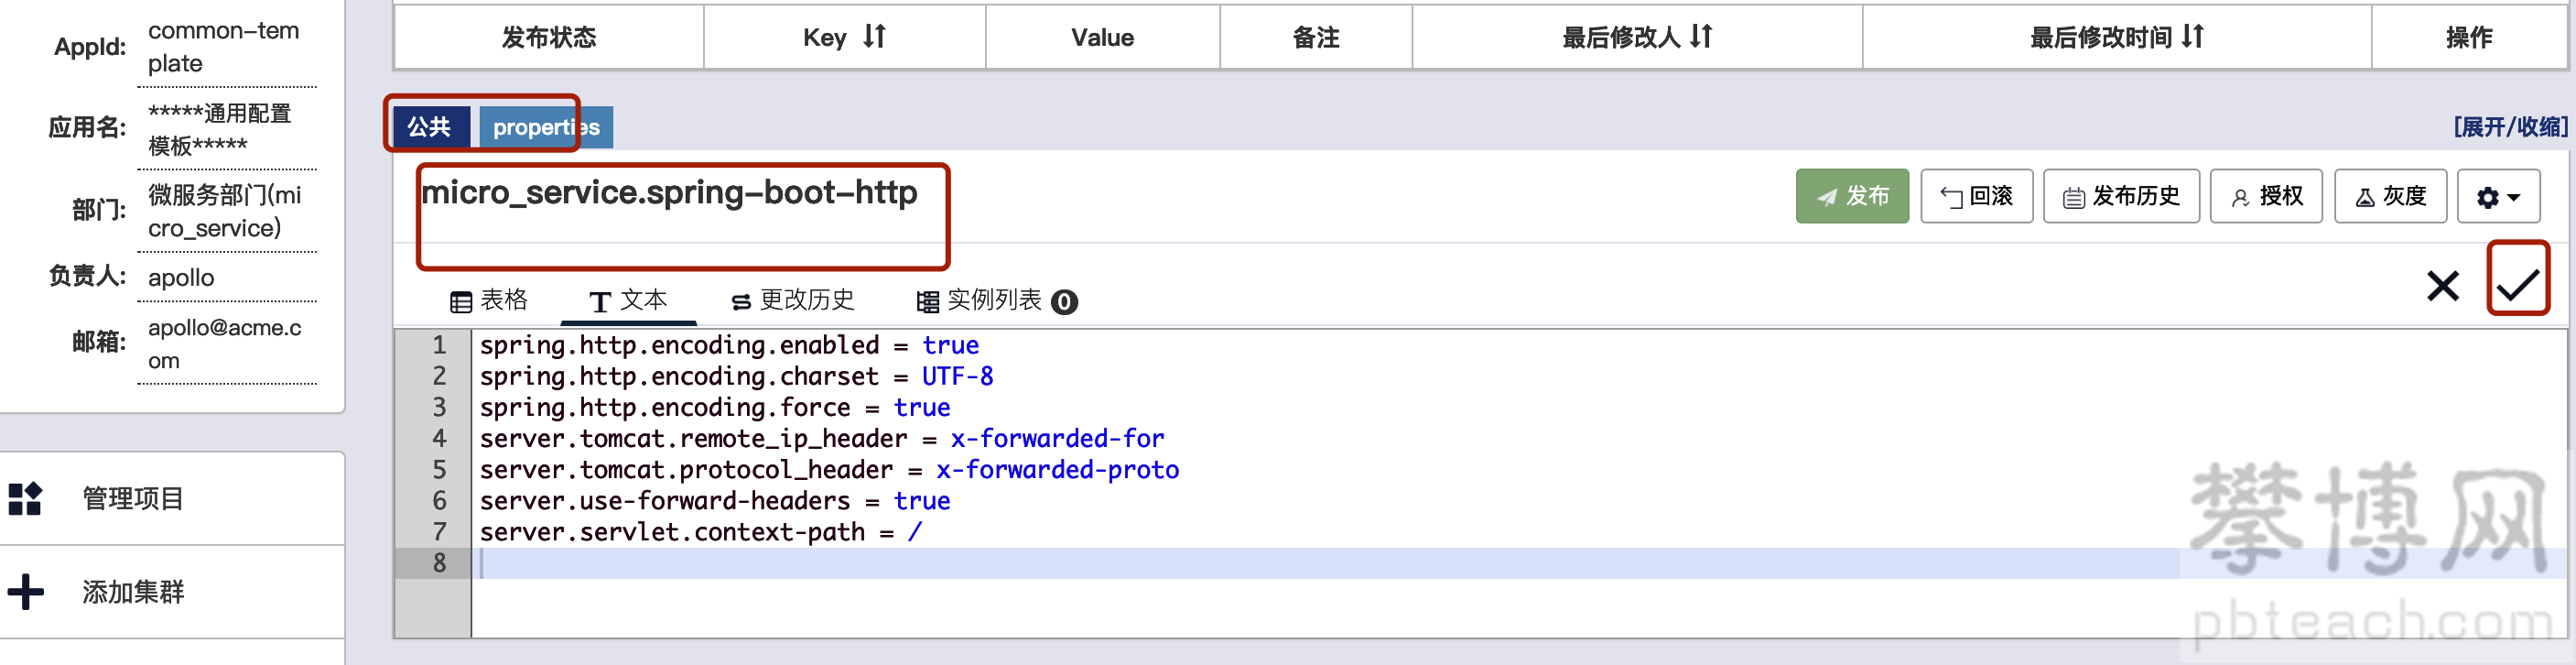 AppId:
common-tem
plate
应用名:
*****通用配置
模板*****
部门:
微服务部门(mi
cro_service)
负责人:
apollo
邮箱:
apollo@acme.c
om
管理项目
添加集群
发布状态
Key
Value
备注
最后修改人
最后修改时间
操作
公共
properties
[展开/收缩]
micro_service.spring-boot-http
发布
回滚
发布历史
授权
灰度
表格
文本
更改历史
实例列表 0
1 spring.http.encoding.enabled = true
2 spring.http.encoding.charset = UTF-8
3 spring.http.encoding.force = true
4 server.tomcat.remote_ip_header = x-forwarded-for
5 server.tomcat.protocol_header = x-forwarded-proto
6 server.use-forward-headers = true
7 server.servlet.context-path = /
8
攀博网
pbteach.com